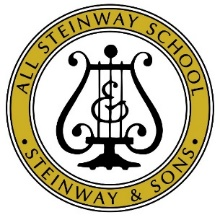 ALL STEINWAY SCHOOL
&
• STEINWAY & SONS •